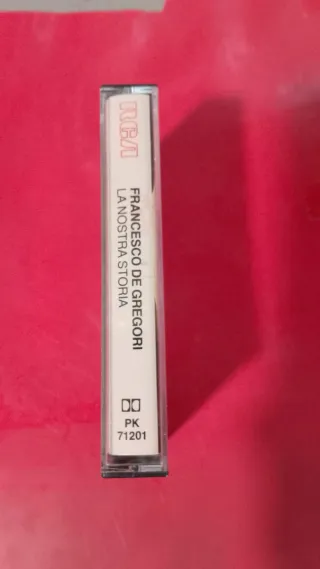 RCA
FRANCESCO DE GREGORI
LA NOSTRA STORIA
PK
71201